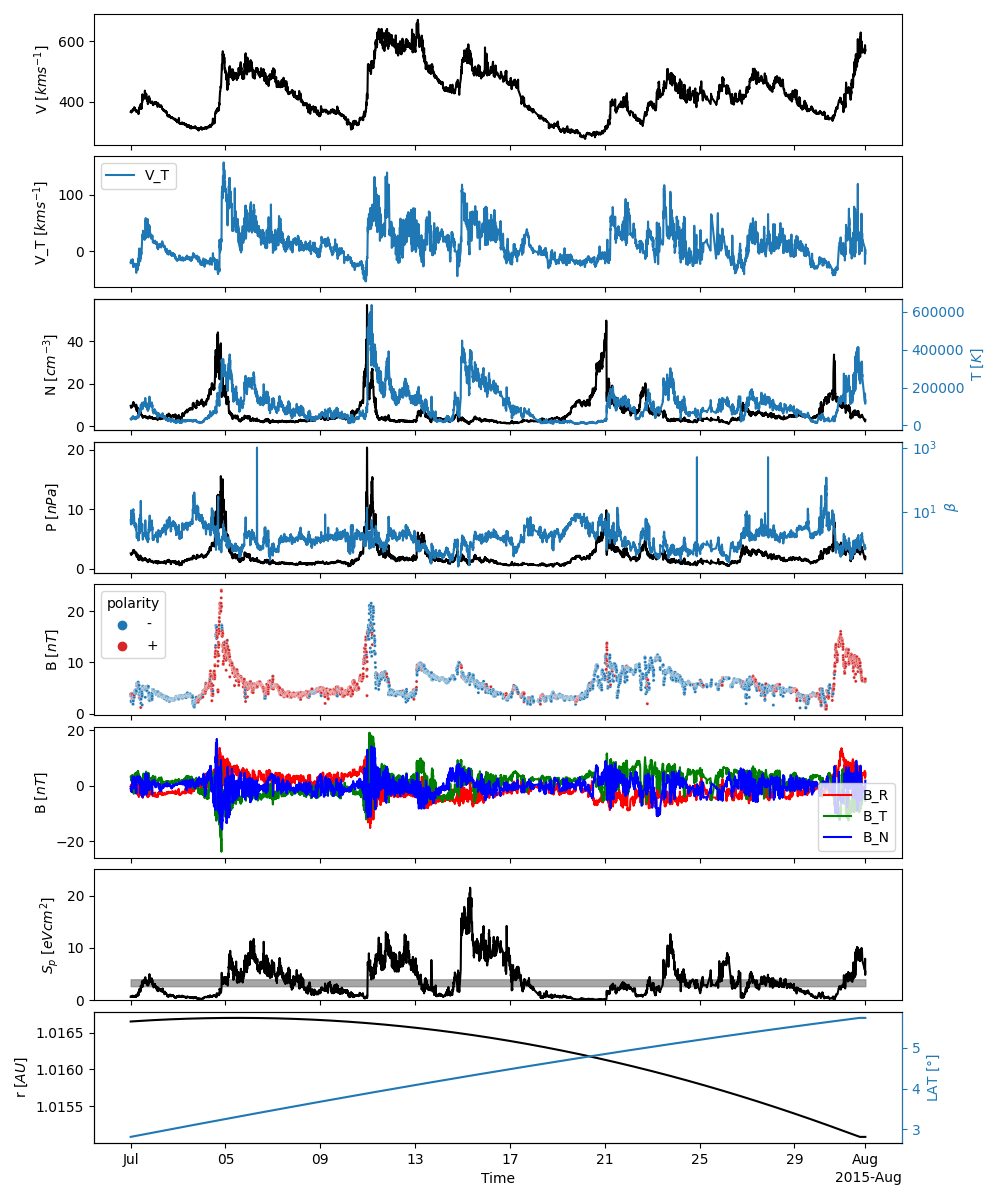 V [kms⁻¹]
600
400
V_T [kms⁻¹]
100
0
V_T
N [cm⁻³]
40
20
0
600000
400000
200000
0
T [K]
P [nPa]
20
10
0
10³
10¹
β
B [nT]
20
10
0
polarity
-
+
B [nT]
20
0
−20
B_R
B_T
B_N
Sₚ [eVcm²]
20
10
0
r [AU]
1.0165
1.0160
1.0155
5
4
3
LAT [°]
Jul 05 09 13 17 21 25 29 Aug
Time
2015-Aug